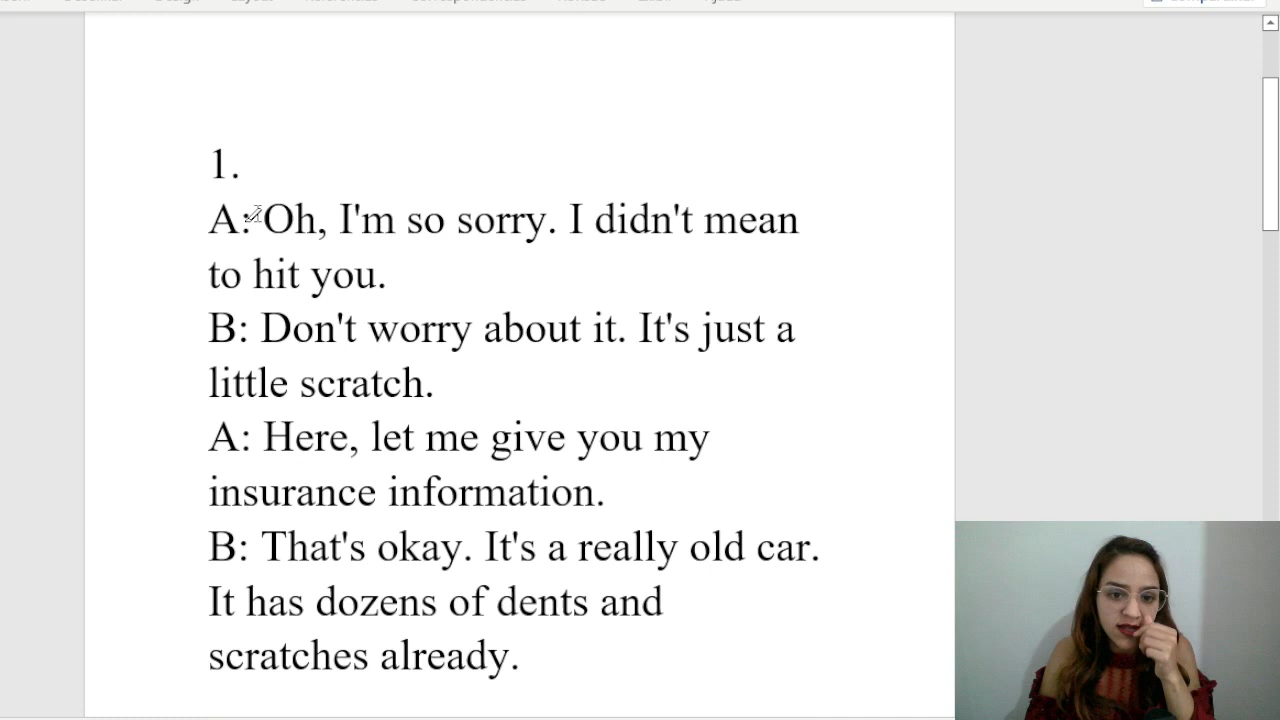 1.
A: Oh, I'm so sorry. I didn't mean
to hit you.
B: Don't worry about it. It's just a
little scratch.
A: Here, let me give you my
insurance information.
B: That's okay. It's a really old car.
It has dozens of dents and
scratches already.